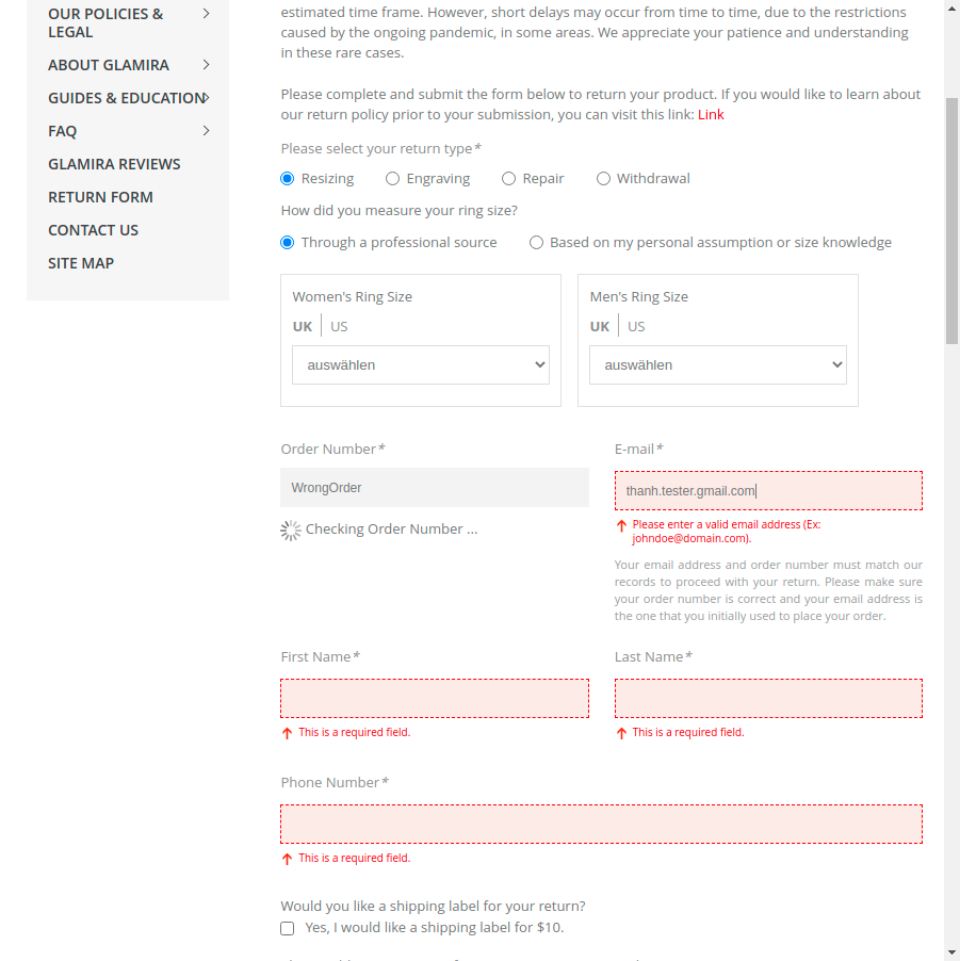 OUR POLICIES &
LEGAL
ABOUT GLAMIRA
GUIDES & EDUCATION
FAQ
GLAMIRA REVIEWS
RETURN FORM
CONTACT US
SITE MAP
estimated time frame. However, short delays may occur from time to time, due to the restrictions
caused by the ongoing pandemic, in some areas. We appreciate your patience and understanding
in these rare cases.
Please complete and submit the form below to return your product. If you would like to learn about
our return policy prior to your submission, you can visit this link: Link
Please select your return type*
Resizing Engraving Repair Withdrawal
How did you measure your ring size?
Through a professional source Based on my personal assumption or size knowledge
Women's Ring Size
UK US
auswählen
Men's Ring Size
UK US
auswählen
Order Number*
WrongOrder
Checking Order Number ...
E-mail*
thanh.tester.gmail.com
Please enter a valid email address (Ex:
johndoe@domain.com).
Your email address and order number must match our
records to proceed with your return. Please make sure
your order number is correct and your email address is
the one that you initially used to place your order.
First Name*
This is a required field.
Last Name*
This is a required field.
Phone Number*
This is a required field.
Would you like a shipping label for your return?
Yes, I would like a shipping label for $10.